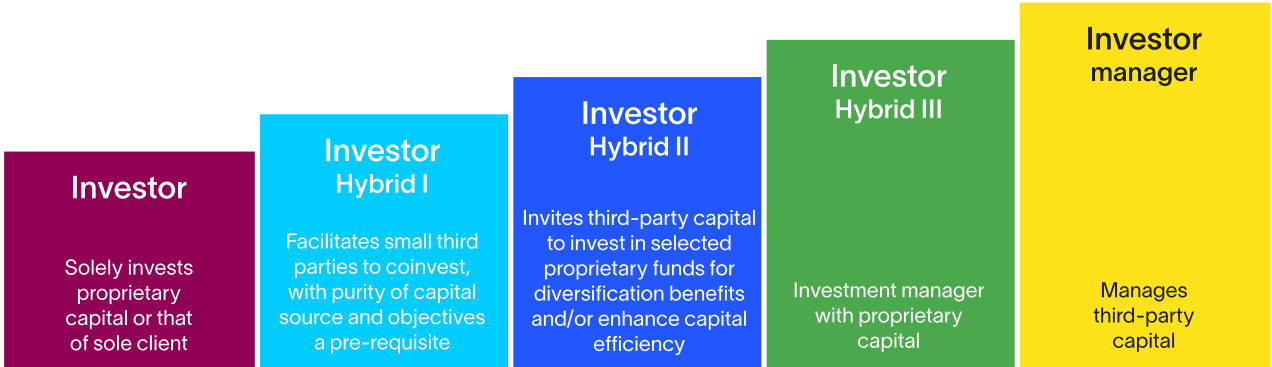 Investor
Solely invests
proprietary
capital or that
of sole client
Investor
Hybrid I
Facilitates small third
parties to coinvest,
with purity of capital
source and objectives
a pre-requisite
Investor
Hybrid II
Invites third-party capital
to invest in selected
proprietary funds for
diversification benefits
and/or enhance capital
efficiency
Investor
Hybrid III
Investment manager
with proprietary
capital
Investor
manager
Manages
third-party
capital